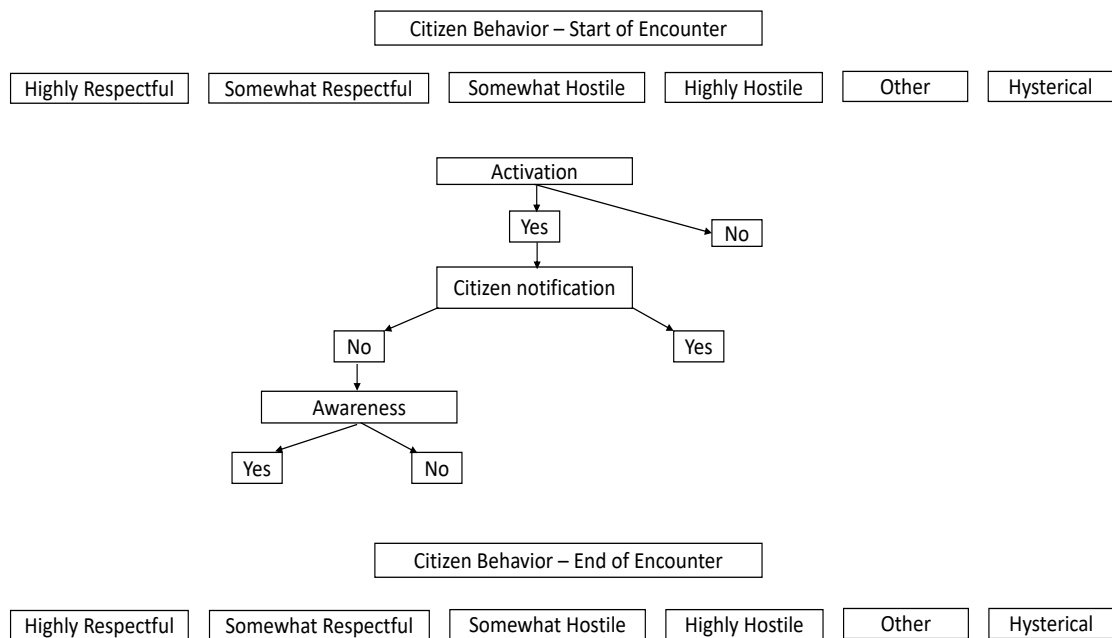 Citizen Behavior – Start of Encounter
Highly Respectful
Somewhat Respectful
Somewhat Hostile
Highly Hostile
Other
Hysterical
Activation
Yes
No
Citizen notification
No
Yes
Awareness
Yes
No
Citizen Behavior – End of Encounter
Highly Respectful
Somewhat Respectful
Somewhat Hostile
Highly Hostile
Other
Hysterical